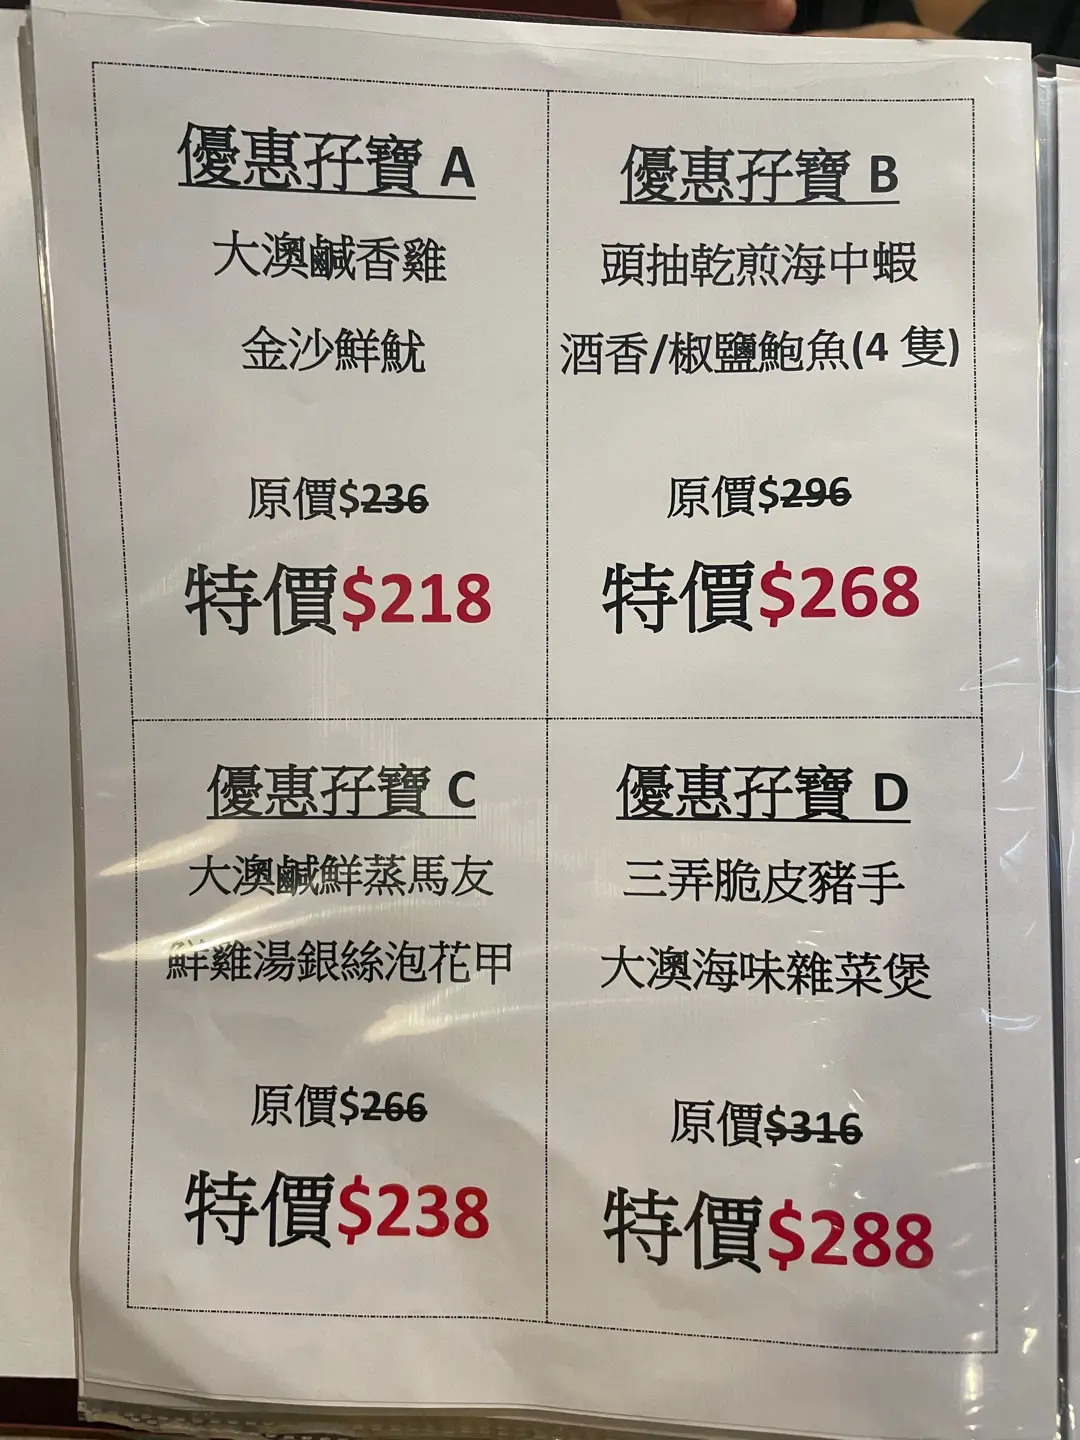 優惠孖寶 A
大澳鹹香雞
金沙鮮魷
原價$236
特價$218
優惠孖寶 B
頭抽乾煎海中蝦
酒香/椒鹽鮑魚(4 隻)
原價$296
特價$268
優惠孖寶 C
大澳鹹鮮蒸馬友
鮮雞湯銀絲泡花甲
原價$266
特價$238
優惠孖寶 D
三弄脆皮豬手
大澳海味雜菜煲
原價$316
特價$288